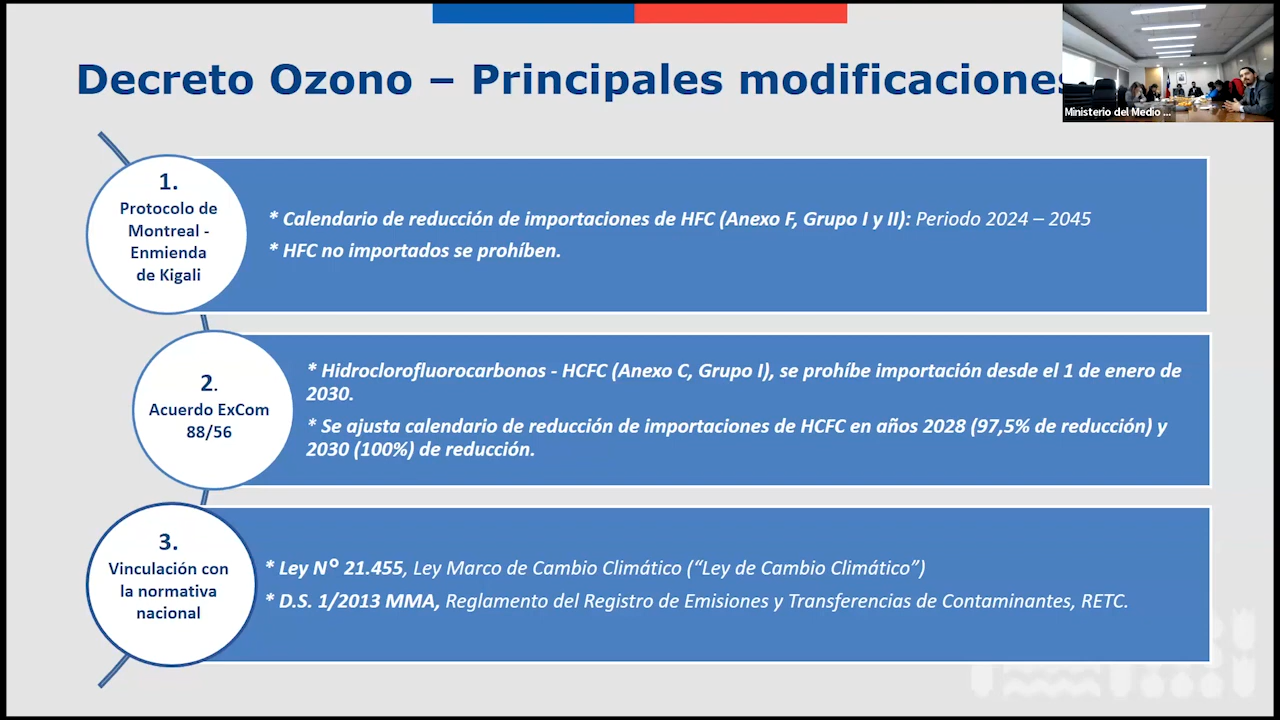 Decreto Ozono – Principales modificaciones
Ministerio del Medio ...
1.
Protocolo de
Montreal -
Enmienda
de Kigali
* Calendario de reducción de importaciones de HFC (Anexo F, Grupo I y II): Periodo 2024 – 2045
* HFC no importados se prohíben.
2.
Acuerdo ExCom
88/56
* Hidroclorofluorocarbonos - HCFC (Anexo C, Grupo I), se prohíbe importación desde el 1 de enero de
2030.
* Se ajusta calendario de reducción de importaciones de HCFC en años 2028 (97,5% de reducción) y
2030 (100%) de reducción.
3.
Vinculación con
la normativa
nacional
* Ley N° 21.455, Ley Marco de Cambio Climático (“Ley de Cambio Climático”)
* D.S. 1/2013 MMA, Reglamento del Registro de Emisiones y Transferencias de Contaminantes, RETC.